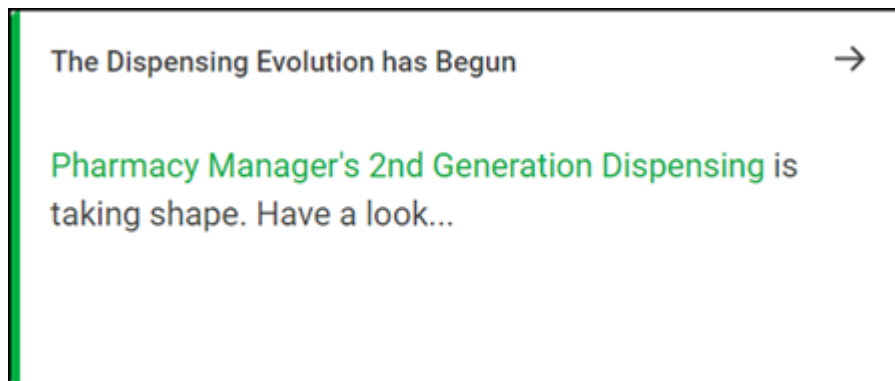 The Dispensing Evolution has Begun
Pharmacy Manager's 2nd Generation Dispensing is
taking shape. Have a look...